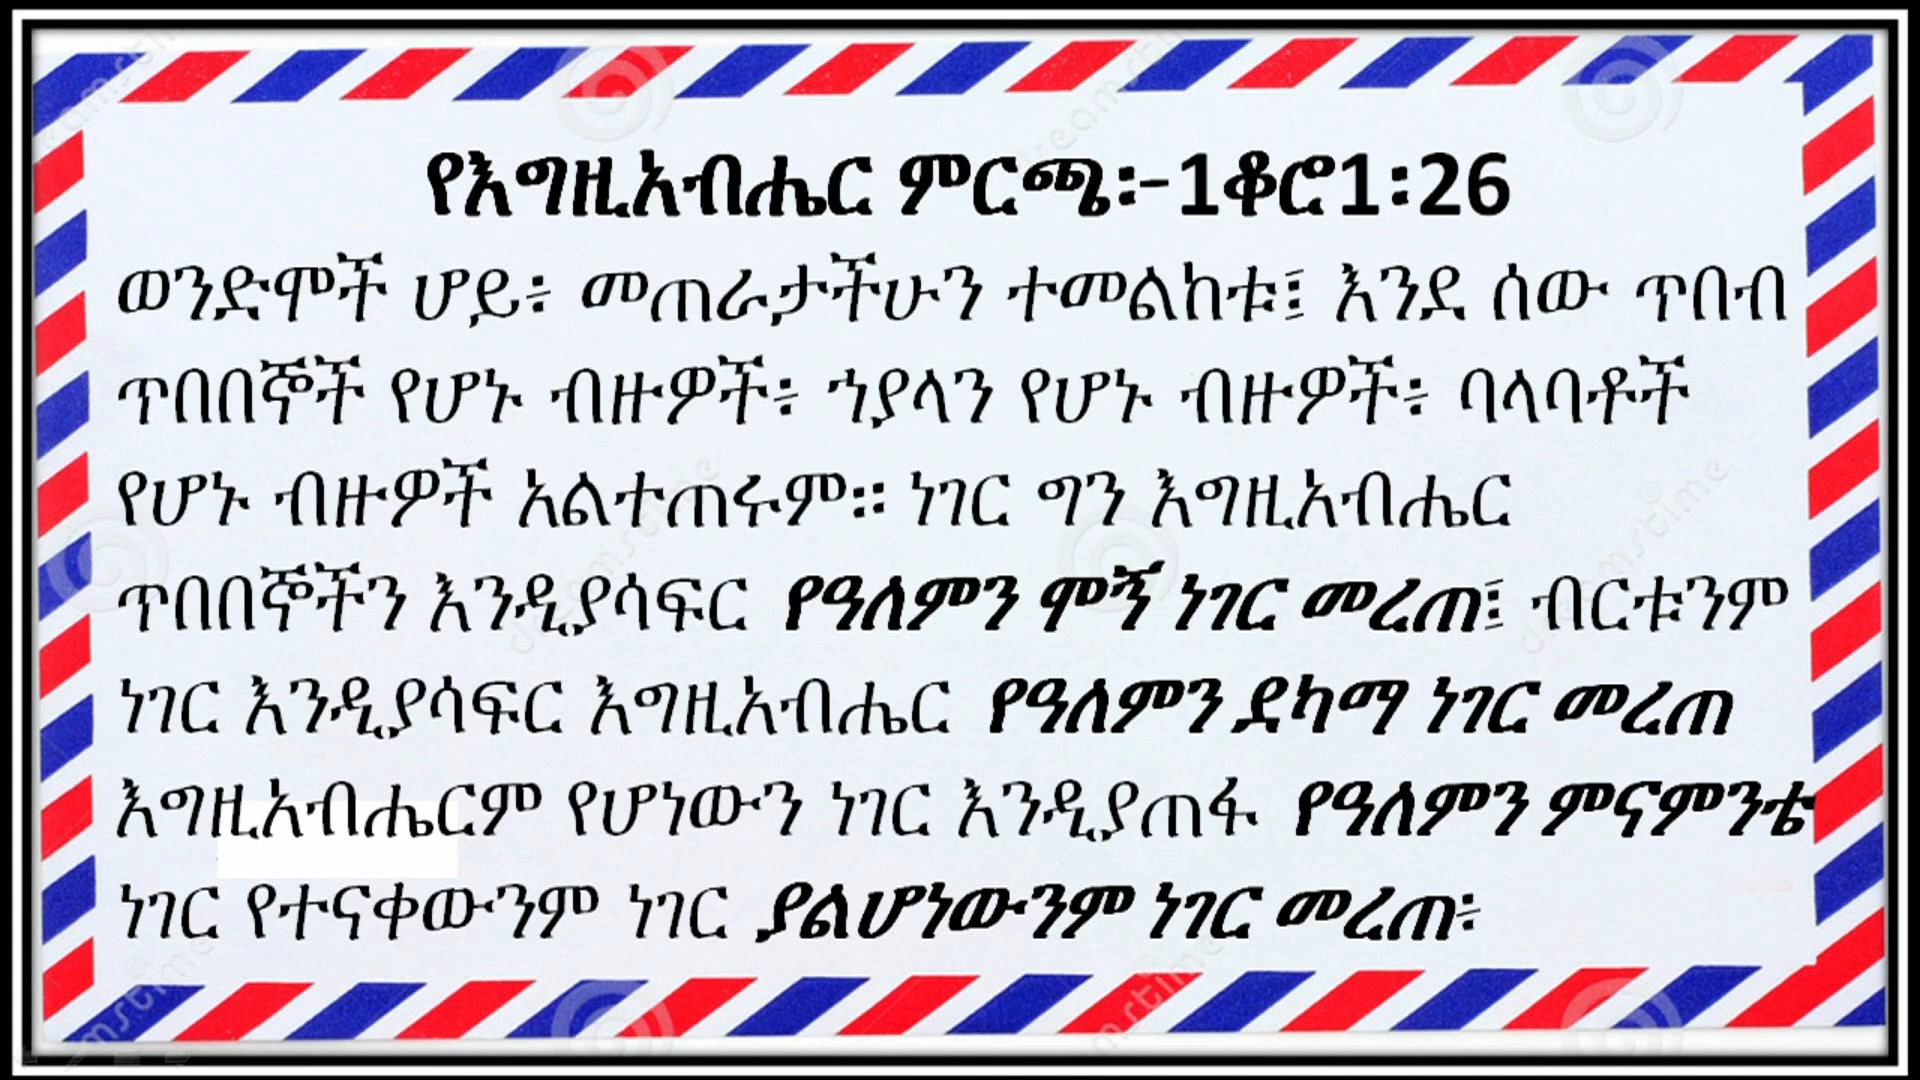 የእግዚአብሔር ምርጫ፡-1ቆሮ1፡26
ወንድሞች ሆይ፥ መጠራታችሁን ተመልከቱ፤ እንደ ሰው ጥበብ
ጥበበኞች የሆኑ ብዙዎች፥ ኀያላን የሆኑ ብዙዎች፥ ባላባቶች
የሆኑ ብዙዎች አልተጠሩም። ነገር ግን እግዚአብሔር
ጥበበኞችን እንዲያሳፍር የዓለምን ሞኝ ነገር መረጠ፤ ብርቱንም
ነገር እንዲያሳፍር እግዚአብሔር የዓለምን ደካማ ነገር መረጠ
እግዚአብሔርም የሆነውን ነገር እንዲያጠፋ የዓለምን ምናምንቴ
ነገር የተናቀውንም ነገር ያልሆነውንም ነገር መረጠ፥
dreamstime